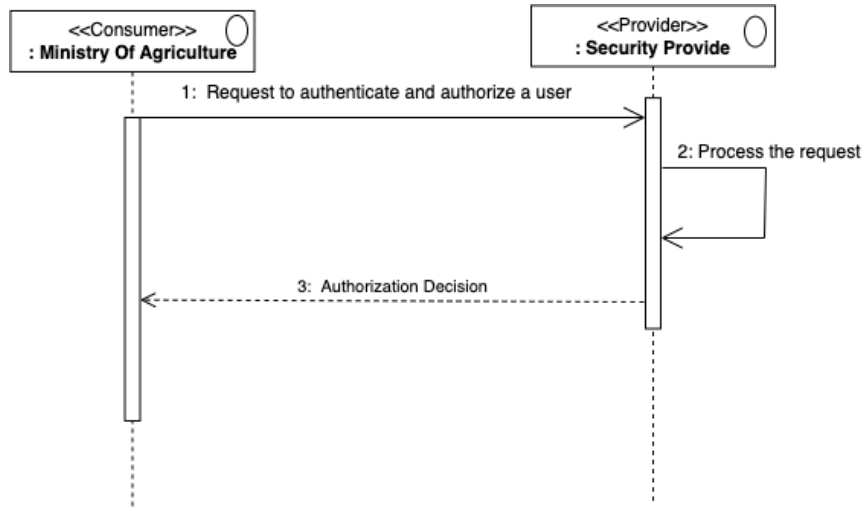 <<Consumer>>
: Ministry Of Agriculture
<<Provider>>
: Security Provide
1: Request to authenticate and authorize a user
2: Process the request
3: Authorization Decision